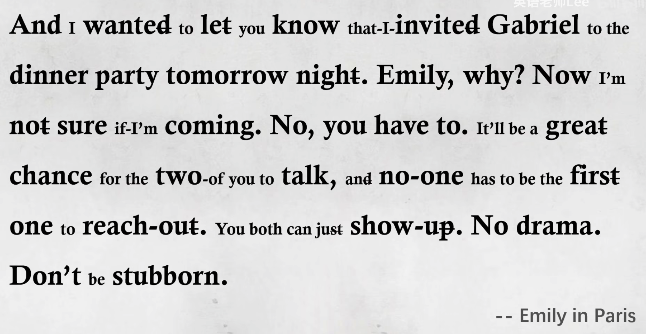 And I wanted to let you know that-I-invited Gabriel to the
dinner party tomorrow night. Emily, why? Now I'm
not sure if-I'm coming. No, you have to. It'll be a great
chance for the two-of you to talk, and no-one has to be the first
one to reach-out. You both can just show-up. No drama.
Don't be stubborn.
-- Emily in Paris